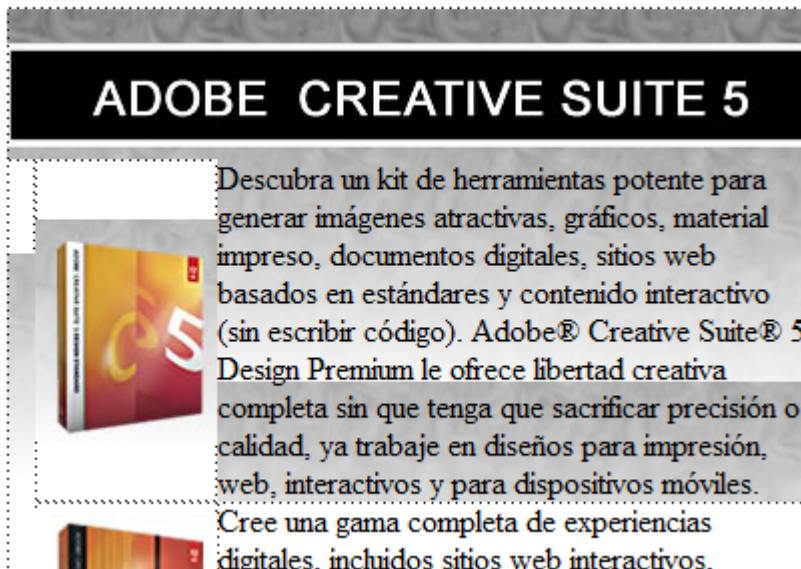 ADOBE CREATIVE SUITE 5
Descubra un kit de herramientas potente para
generar imágenes atractivas, gráficos, material
impreso, documentos digitales, sitios web
basados en estándares y contenido interactivo
(sin escribir código). Adobe® Creative Suite® 5
Design Premium le ofrece libertad creativa
completa sin que tenga que sacrificar precisión o
calidad, ya trabaje en diseños para impresión,
web, interactivos y para dispositivos móviles.
CS5
Cree una gama completa de experiencias
digitales, incluidos sitios web interactivos,